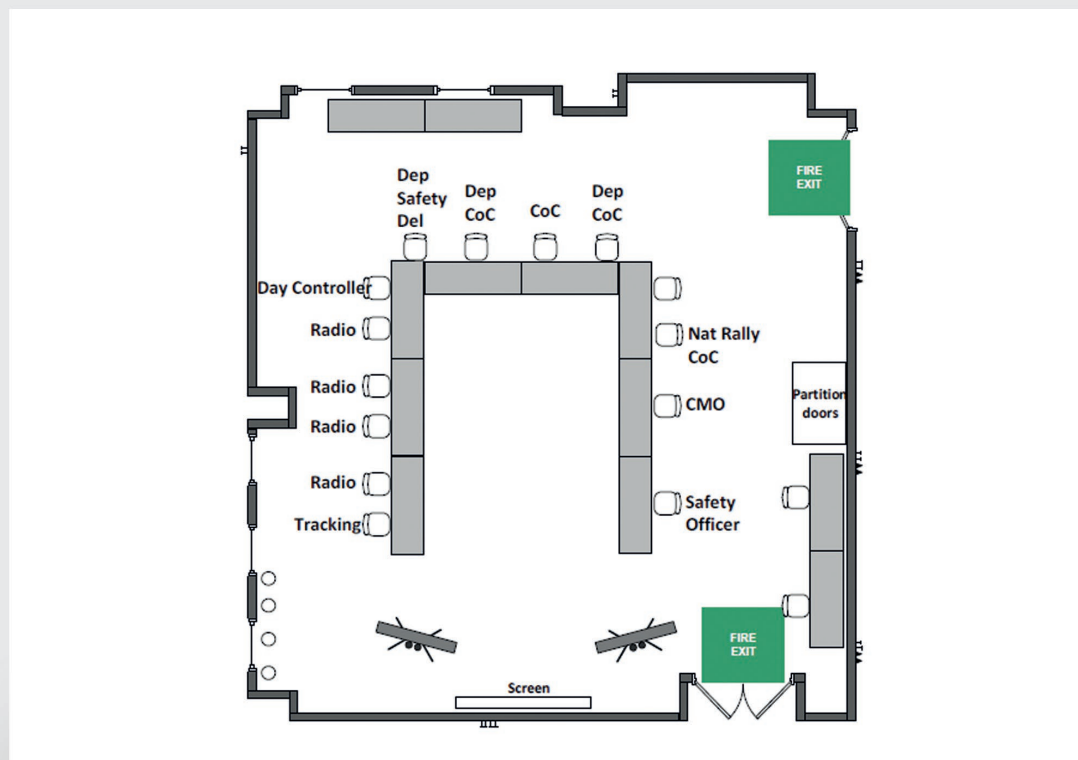 FIRE
EXIT
Dep
Safety
Del
Dep
CoC
CoC
Dep
CoC
Day Controller
Radio
Nat Rally
CoC
Radio
CMO
Partition
doors
Radio
Radio
Safety
Officer
Tracking
FIRE
EXIT
Screen